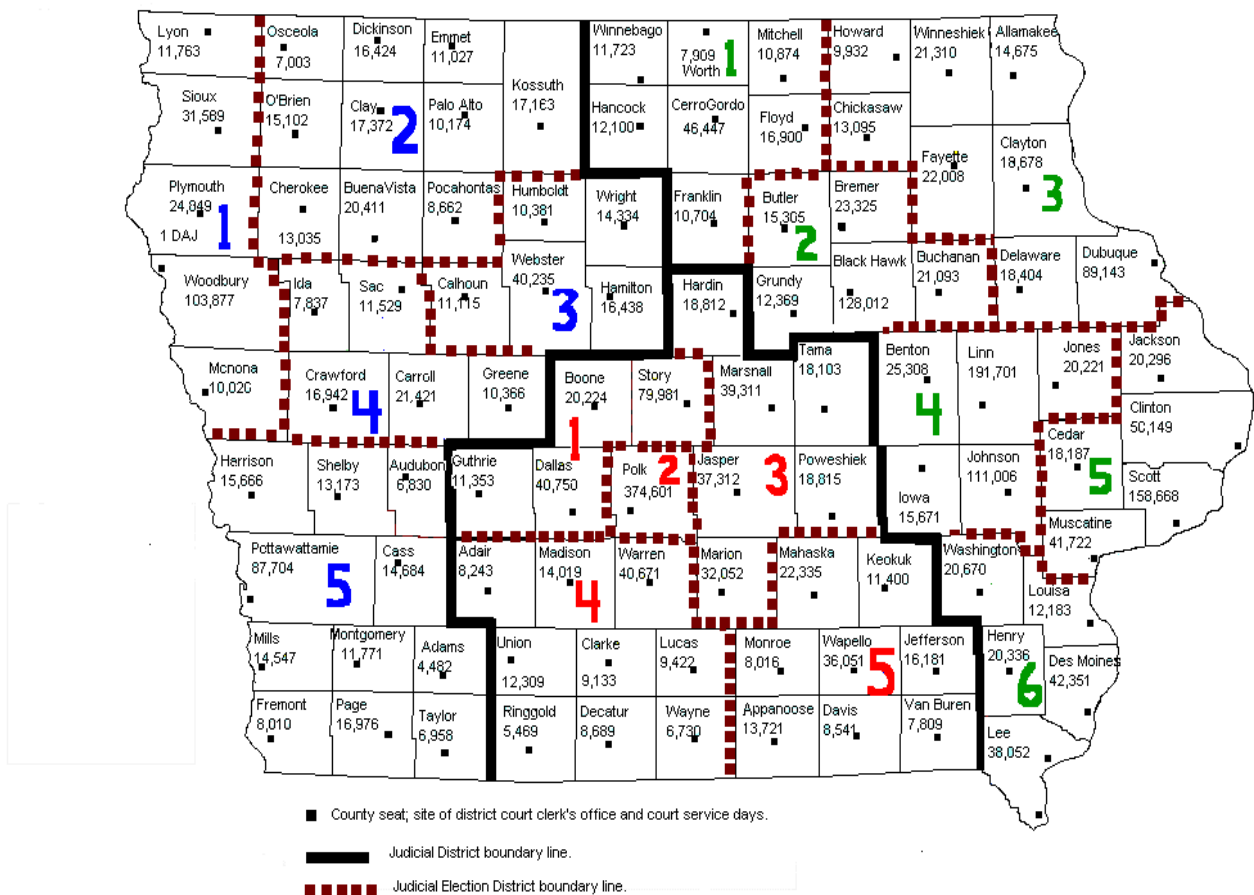 Lyon
11,763
Osceola
7,003
Dickinson
16,424
Emmet
11,027
Kossuth
17,163
Winnebago
11,723
7,909
Worth
1
Mitchell
10,874
Howard
9,932
Winneshiek
21,310
Allamakee
14,675
Sioux
31,569
O'Brien
15,102
Clay
17,372
2
Palo Alto
10,174
Hancock
12,100
CerroGordo
46,447
Floyd
16,900
Chickasaw
13,095
Fayette
22,008
Clayton
18,678
3
Plymouth
24,849
1 DAJ
1
Cherokee
13,035
BuenaVista
20,411
Pocahontas
8,662
Humboldt
10,381
Wright
14,334
Franklin
10,704
Butler
15,305
2
Bremer
23,325
Woodbury
103,877
Ida
7,837
Sac
11,529
Calhoun
11,115
Webster
40,235
3
Hamilton
16,438
Hardin
18,812
Grundy
12,369
Black Hawk
128,012
Buchanan
21,093
Delaware
18,404
Dubuque
89,143
Mcnona
10,020
Crawford
16,942
4
Carroll
21,421
Greene
10,366
Boone
20,224
1
Story
79,981
Marsnall
39,311
Tama
18,103
Benton
25,308
4
Linn
191,701
Jones
20,221
Jackson
20,296
Clinton
5C,149
Herrison
15,666
Shelby
13,173
Audubon
6,830
Guthrie
11,353
Dallas
40,750
Polk
374,601
2
Jasper
37,312
3
Poweshiek
18,815
Iowa
15,671
Johnson
111,006
Cedar
18,187
5
Scott
158,668
Muscatine
41,722
Pottawattamie
87,704
5
Cass
14,684
Adair
8,243
Madison
14,019
4
Warren
40,671
Marion
32,052
Mahaska
22,335
Keokuk
11,400
Washington
20,670
Louisa
12,183
Mills
14,547
Montgomery
11,771
Adams
4,482
Union
12,309
Clarke
9,133
Lucas
9,422
Monroe
8,016
Wapello
36,051
5
Jefferson
16,181
Henry
20,336
6
Des Moines
42,351
Fremont
8,010
Page
16,976
Taylor
6,958
Ringgold
5,469
Decatur
8,689
Wayne
6,730
Appanoose
13,721
Davis
8,541
Van Buren
7,809
Lee
38,052
County seat; site of district court clerk's office and court service days.
Judicial District boundary line.
Judicial Election District boundary line.